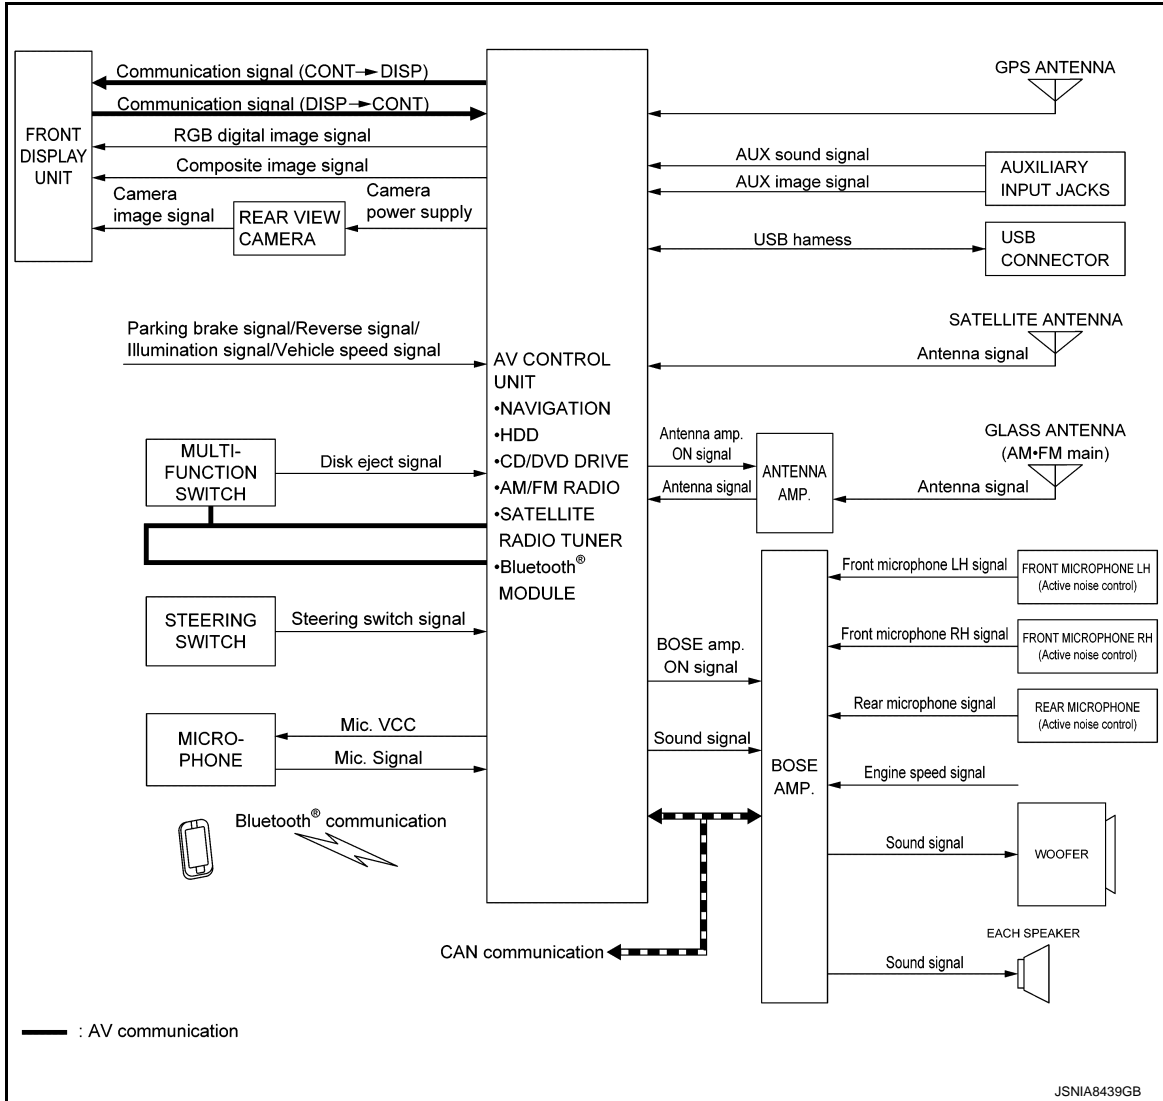 Communication signal (CONT→DISP)
Communication signal (DISP→CONT)
RGB digital image signal
Composite image signal
FRONT
DISPLAY
UNIT
Camera
image signal
REAR VIEW
CAMERA
Camera
power supply
Parking brake signal/Reverse signal/
Illumination signal/Vehicle speed signal
MULTI-
FUNCTION
SWITCH
Disk eject signal
STEERING
SWITCH
Steering switch signal
MICRO-
PHONE
Mic. VCC
Mic. Signal
Bluetooth® communication
AV CONTROL
UNIT
•NAVIGATION
•HDD
•CD/DVD DRIVE
•AM/FM RADIO
•SATELLITE
RADIO TUNER
•Bluetooth®
MODULE
GPS ANTENNA
AUX sound signal
AUX image signal
AUXILIARY
INPUT JACKS
USB harness
USB
CONNECTOR
SATELLITE ANTENNA
Antenna signal
Antenna amp.
ON signal
Antenna signal
ANTENNA
AMP.
GLASS ANTENNA
(AM•FM main)
Antenna signal
BOSE amp.
ON signal
Sound signal
BOSE
AMP.
Front microphone LH signal
FRONT MICROPHONE LH
(Active noise control)
Front microphone RH signal
FRONT MICROPHONE RH
(Active noise control)
Rear microphone signal
REAR MICROPHONE
(Active noise control)
Engine speed signal
Sound signal
WOOFER
EACH SPEAKER
Sound signal
CAN communication
: AV communication
JSNIA8439GB